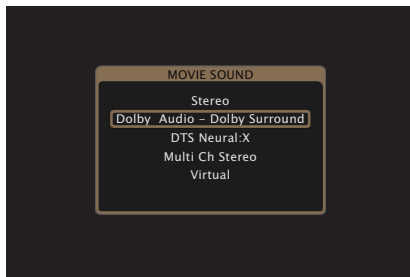 MOVIE SOUND
Stereo
Dolby Audio – Dolby Surround
DTS Neural:X
Multi Ch Stereo
Virtual